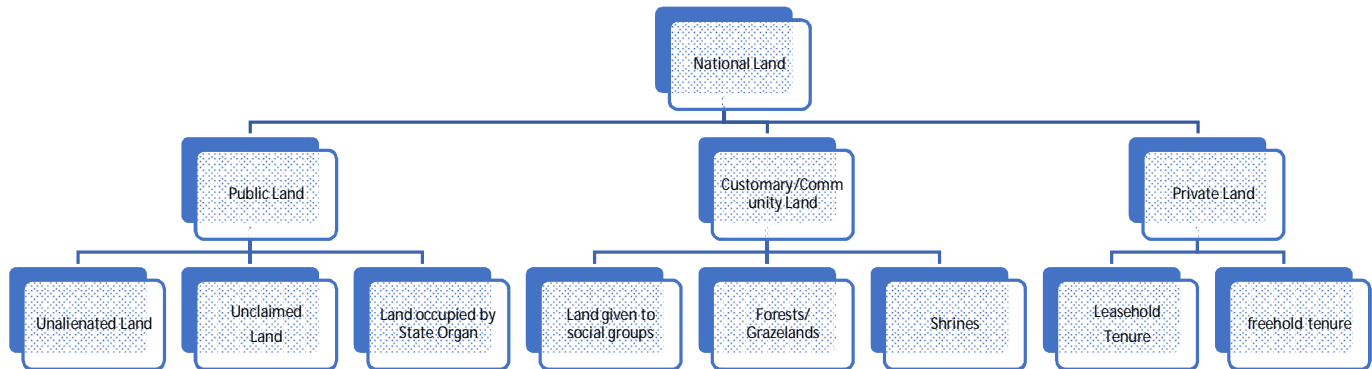 National Land
Public Land
Customary/Comm
unity Land
Private Land
Unalienated Land
Unclaimed
Land
Land occupied by
State Organ
Land given to
social groups
Forests/
Grazelands
Shrines
Leasehold
Tenure
freehold tenure